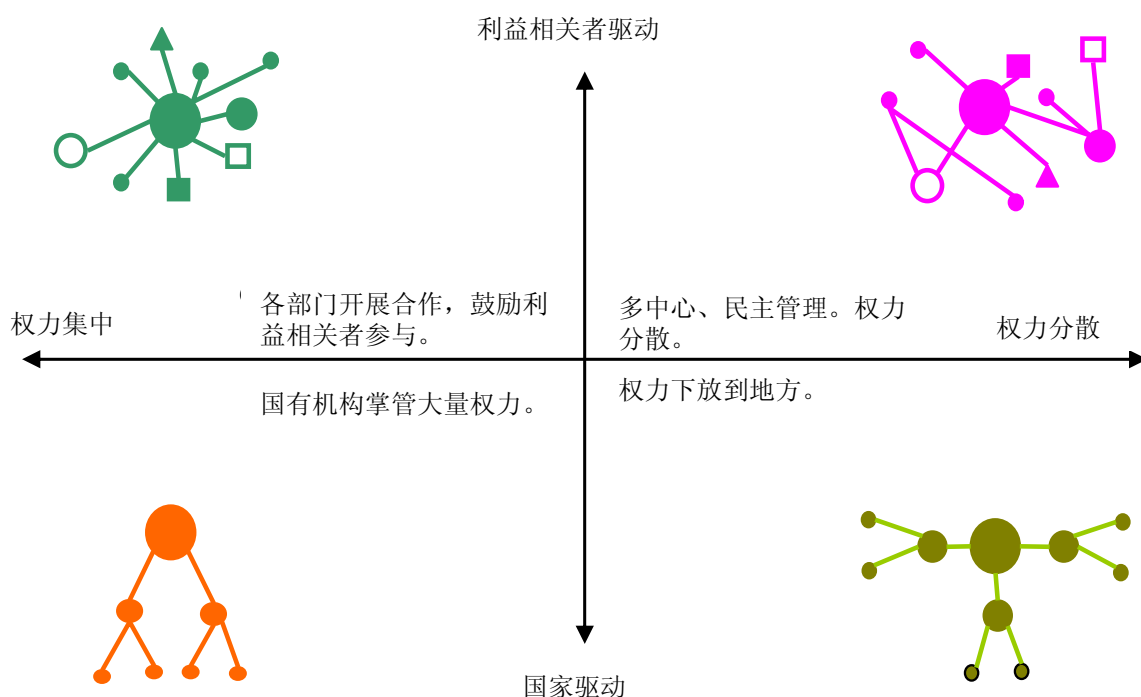 利益相关者驱动
各部门开展合作，鼓励利
益相关者参与。
多中心、民主管理。权力
分散。
权力集中
权力分散
国有机构掌管大量权力。
权力下放到地方。
国家驱动